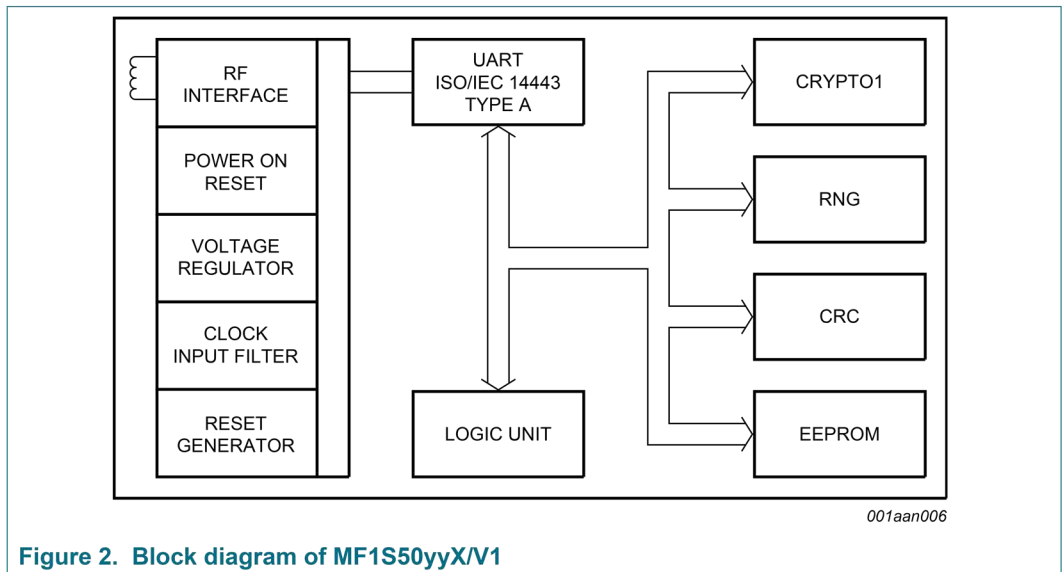 RF
INTERFACE
POWER ON
RESET
VOLTAGE
REGULATOR
CLOCK
INPUT FILTER
RESET
GENERATOR
UART
ISO/IEC 14443
TYPE A
LOGIC UNIT
CRYPTO1
RNG
CRC
EEPROM
001aan006
Figure 2. Block diagram of MF1S50yyX/V1